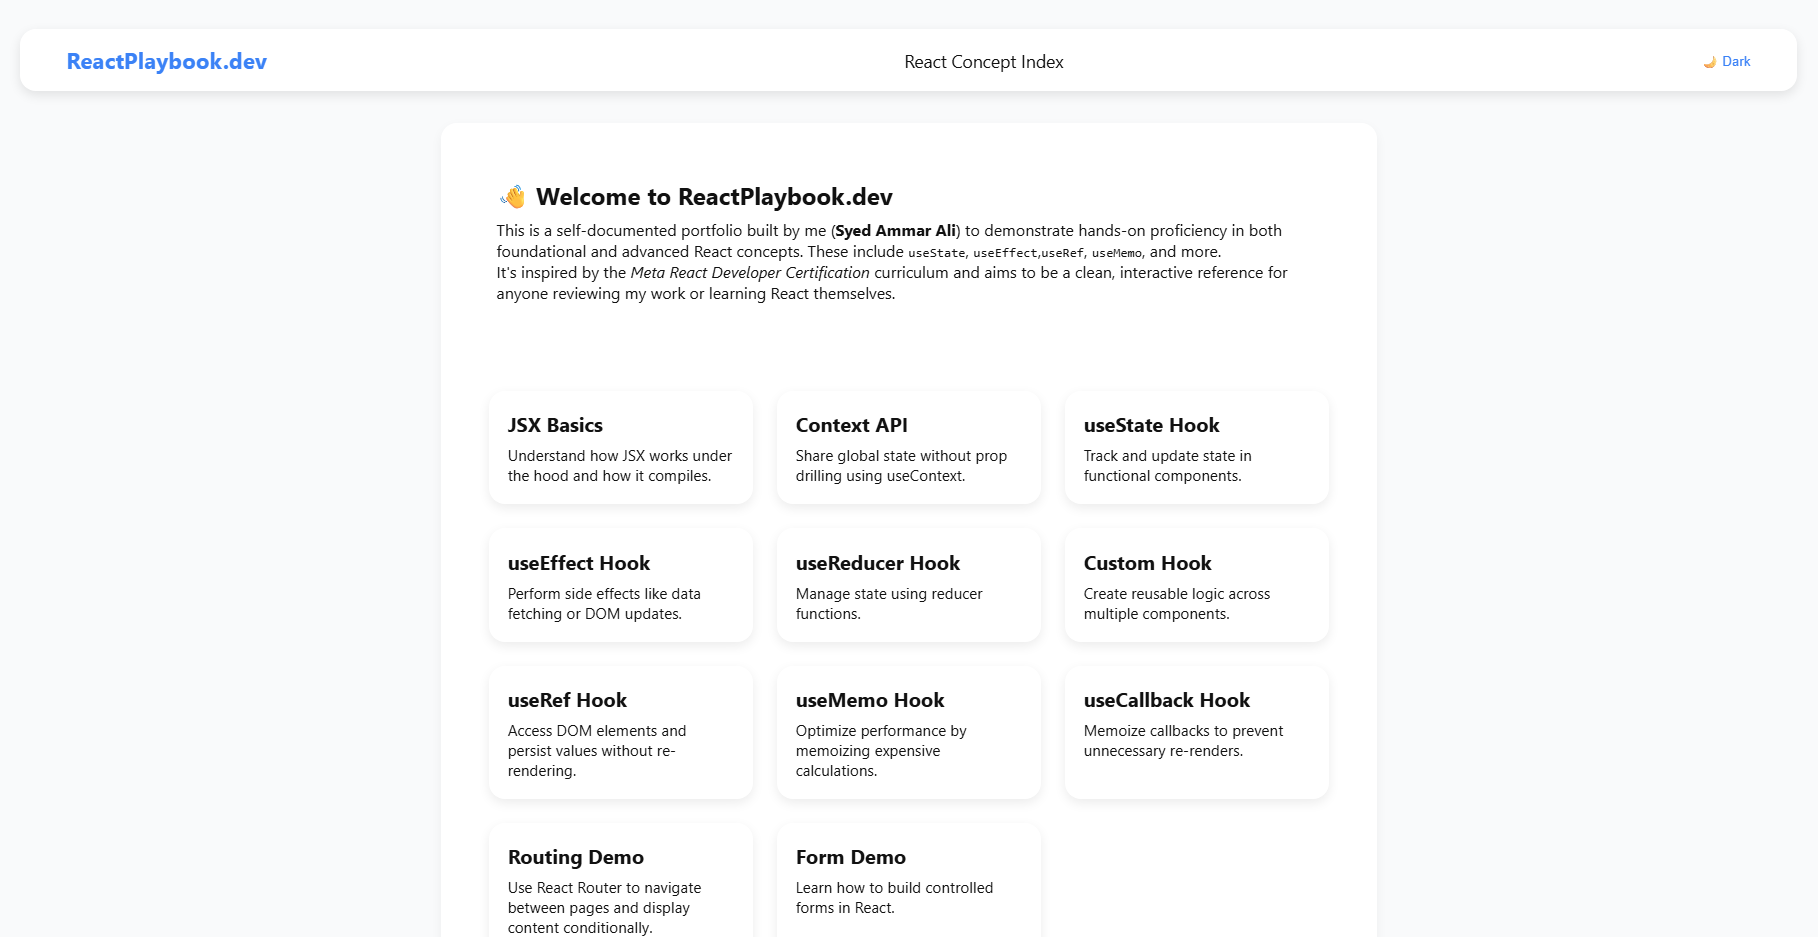 ReactPlaybook.dev
React Concept Index
🌙 Dark
👋 Welcome to ReactPlaybook.dev
This is a self-documented portfolio built by me (Syed Ammar Ali) to demonstrate hands-on proficiency in both
foundational and advanced React concepts. These include useState, useEffect,useRef, useMemo, and more.
It's inspired by the Meta React Developer Certification curriculum and aims to be a clean, interactive reference for
anyone reviewing my work or learning React themselves.
JSX Basics
Understand how JSX works under
the hood and how it compiles.
Context API
Share global state without prop
drilling using useContext.
useState Hook
Track and update state in
functional components.
useEffect Hook
Perform side effects like data
fetching or DOM updates.
useReducer Hook
Manage state using reducer
functions.
Custom Hook
Create reusable logic across
multiple components.
useRef Hook
Access DOM elements and
persist values without re-
rendering.
useMemo Hook
Optimize performance by
memoizing expensive
calculations.
useCallback Hook
Memoize callbacks to prevent
unnecessary re-renders.
Routing Demo
Use React Router to navigate
between pages and display
content conditionally.
Form Demo
Learn how to build controlled
forms in React.